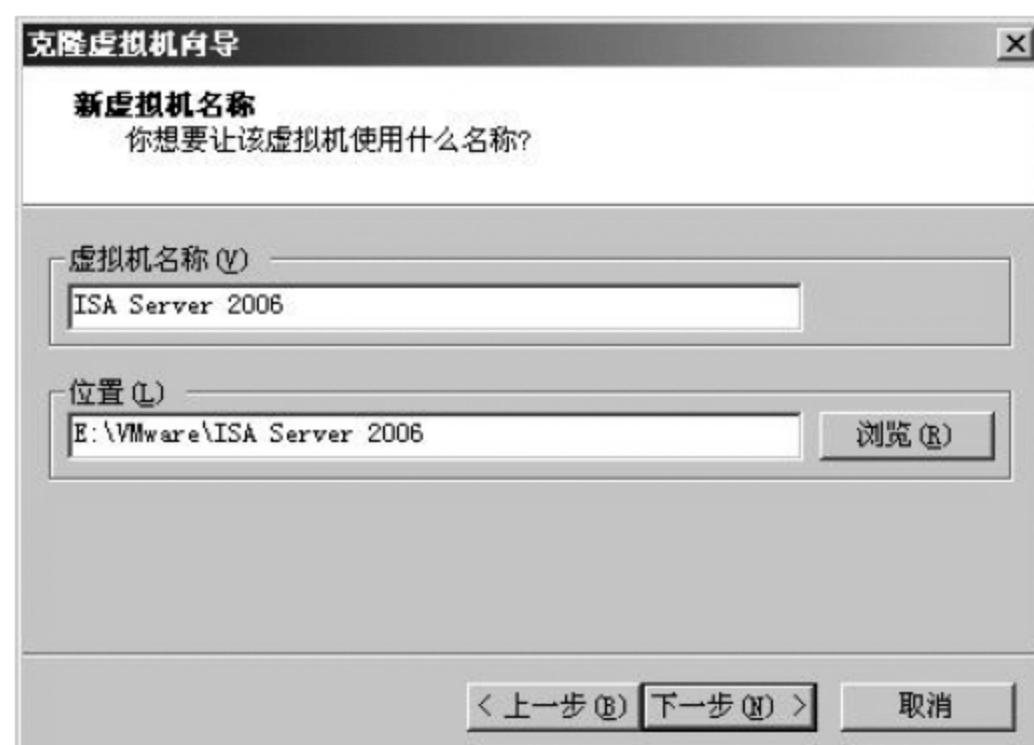 克隆虚拟机向导
新虚拟机名称
你想要让该虚拟机使用什么名称?
虚拟机名称(V)
ISA Server 2006
位置(L)
E:\VMware\ISA Server 2006
浏览(R)
< 上一步(B) 下一步(N) > 取消